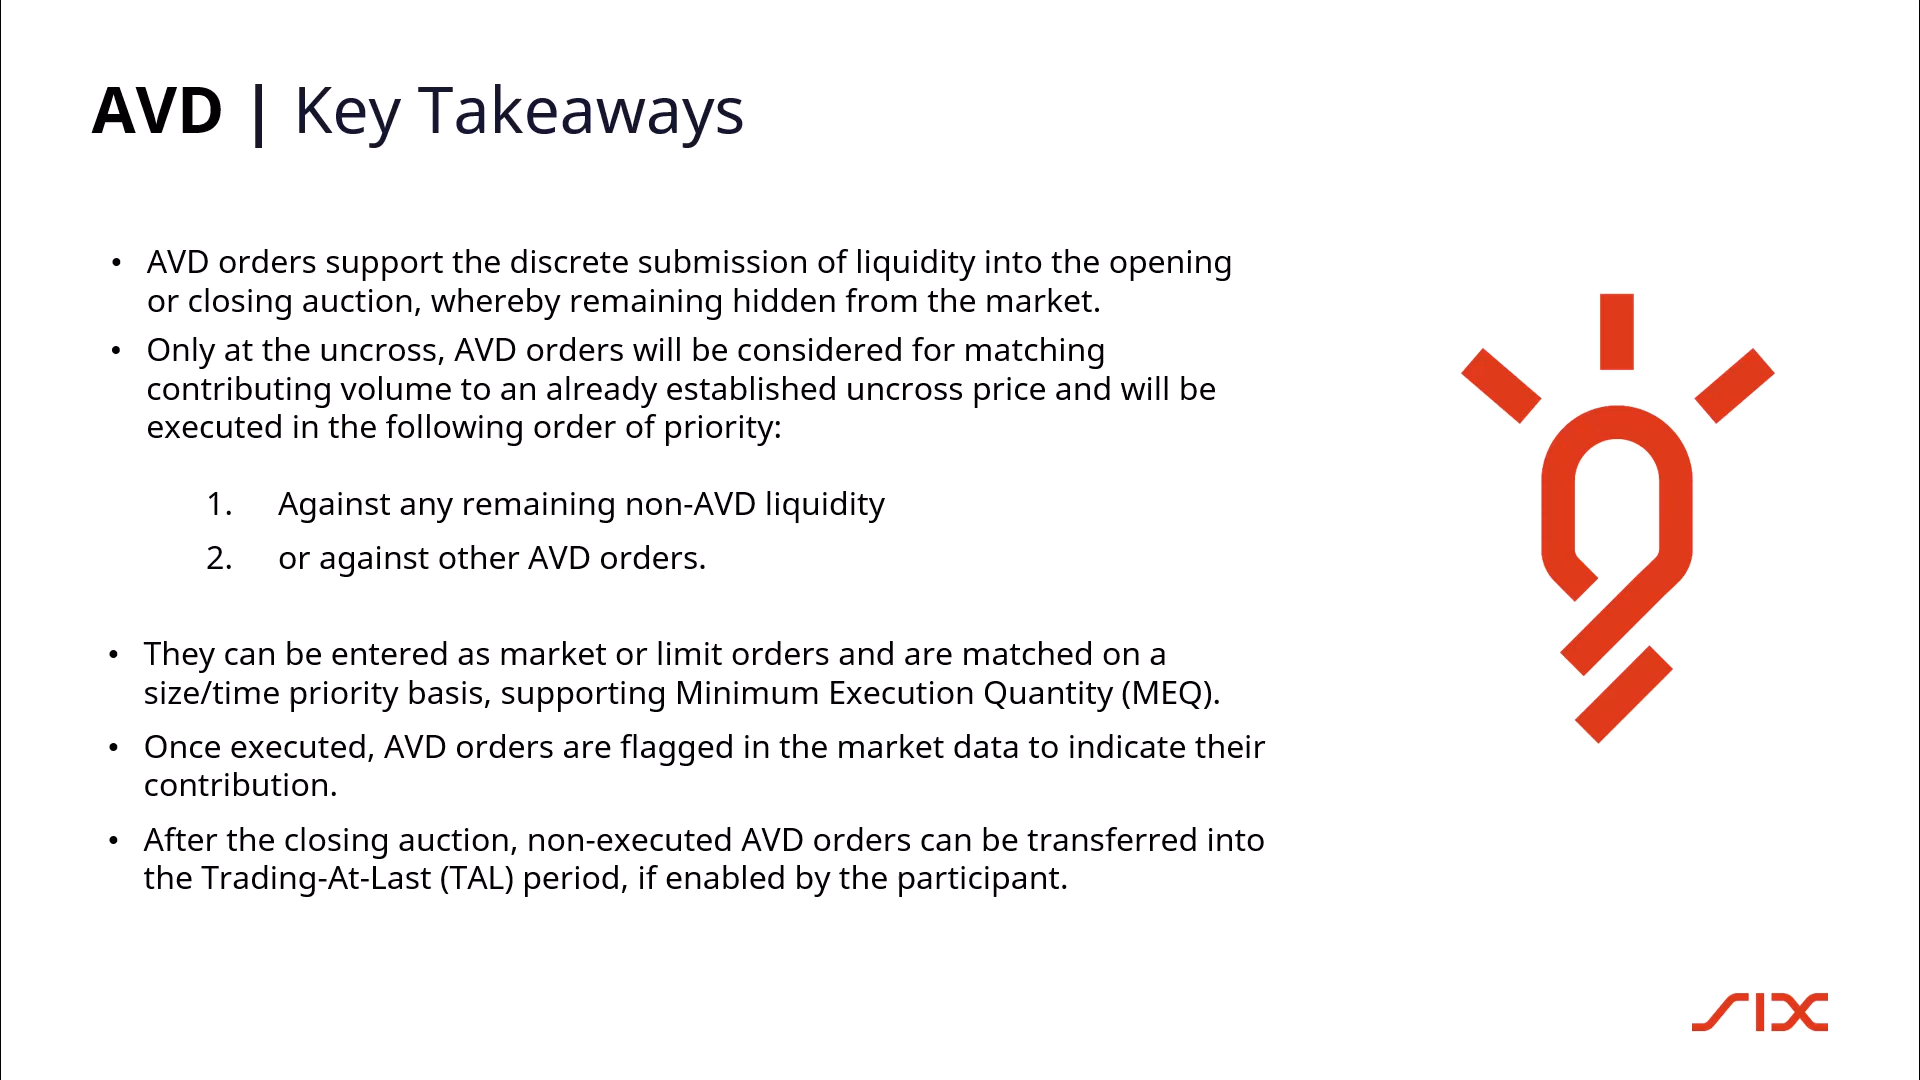 AVD | Key Takeaways
• AVD orders support the discrete submission of liquidity into the opening
or closing auction, whereby remaining hidden from the market.
• Only at the uncross, AVD orders will be considered for matching
contributing volume to an already established uncross price and will be
executed in the following order of priority:
1. Against any remaining non-AVD liquidity
2. or against other AVD orders.
• They can be entered as market or limit orders and are matched on a
size/time priority basis, supporting Minimum Execution Quantity (MEQ).
• Once executed, AVD orders are flagged in the market data to indicate their
contribution.
• After the closing auction, non-executed AVD orders can be transferred into
the Trading-At-Last (TAL) period, if enabled by the participant.
SIX